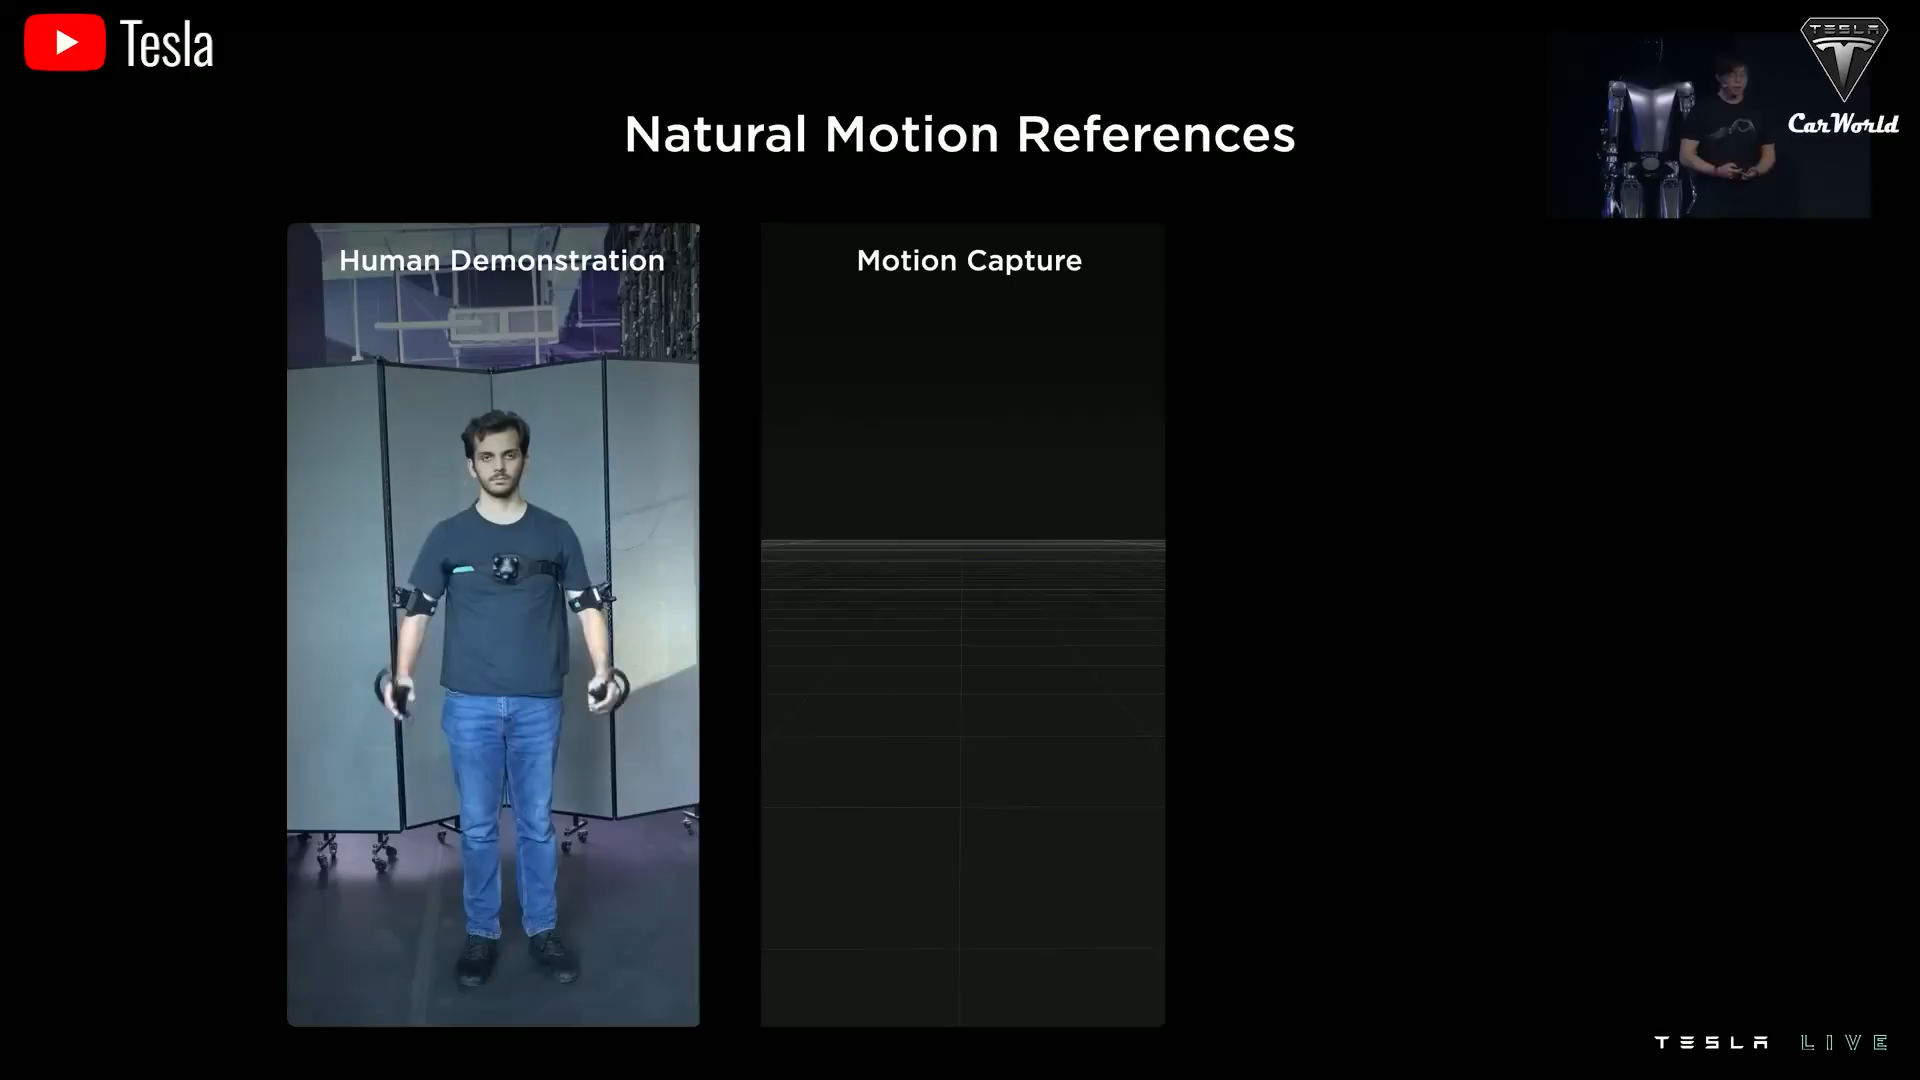 Tesla
TESLA
CarWorld
Natural Motion References
Human Demonstration
Motion Capture
TESLA LIVE